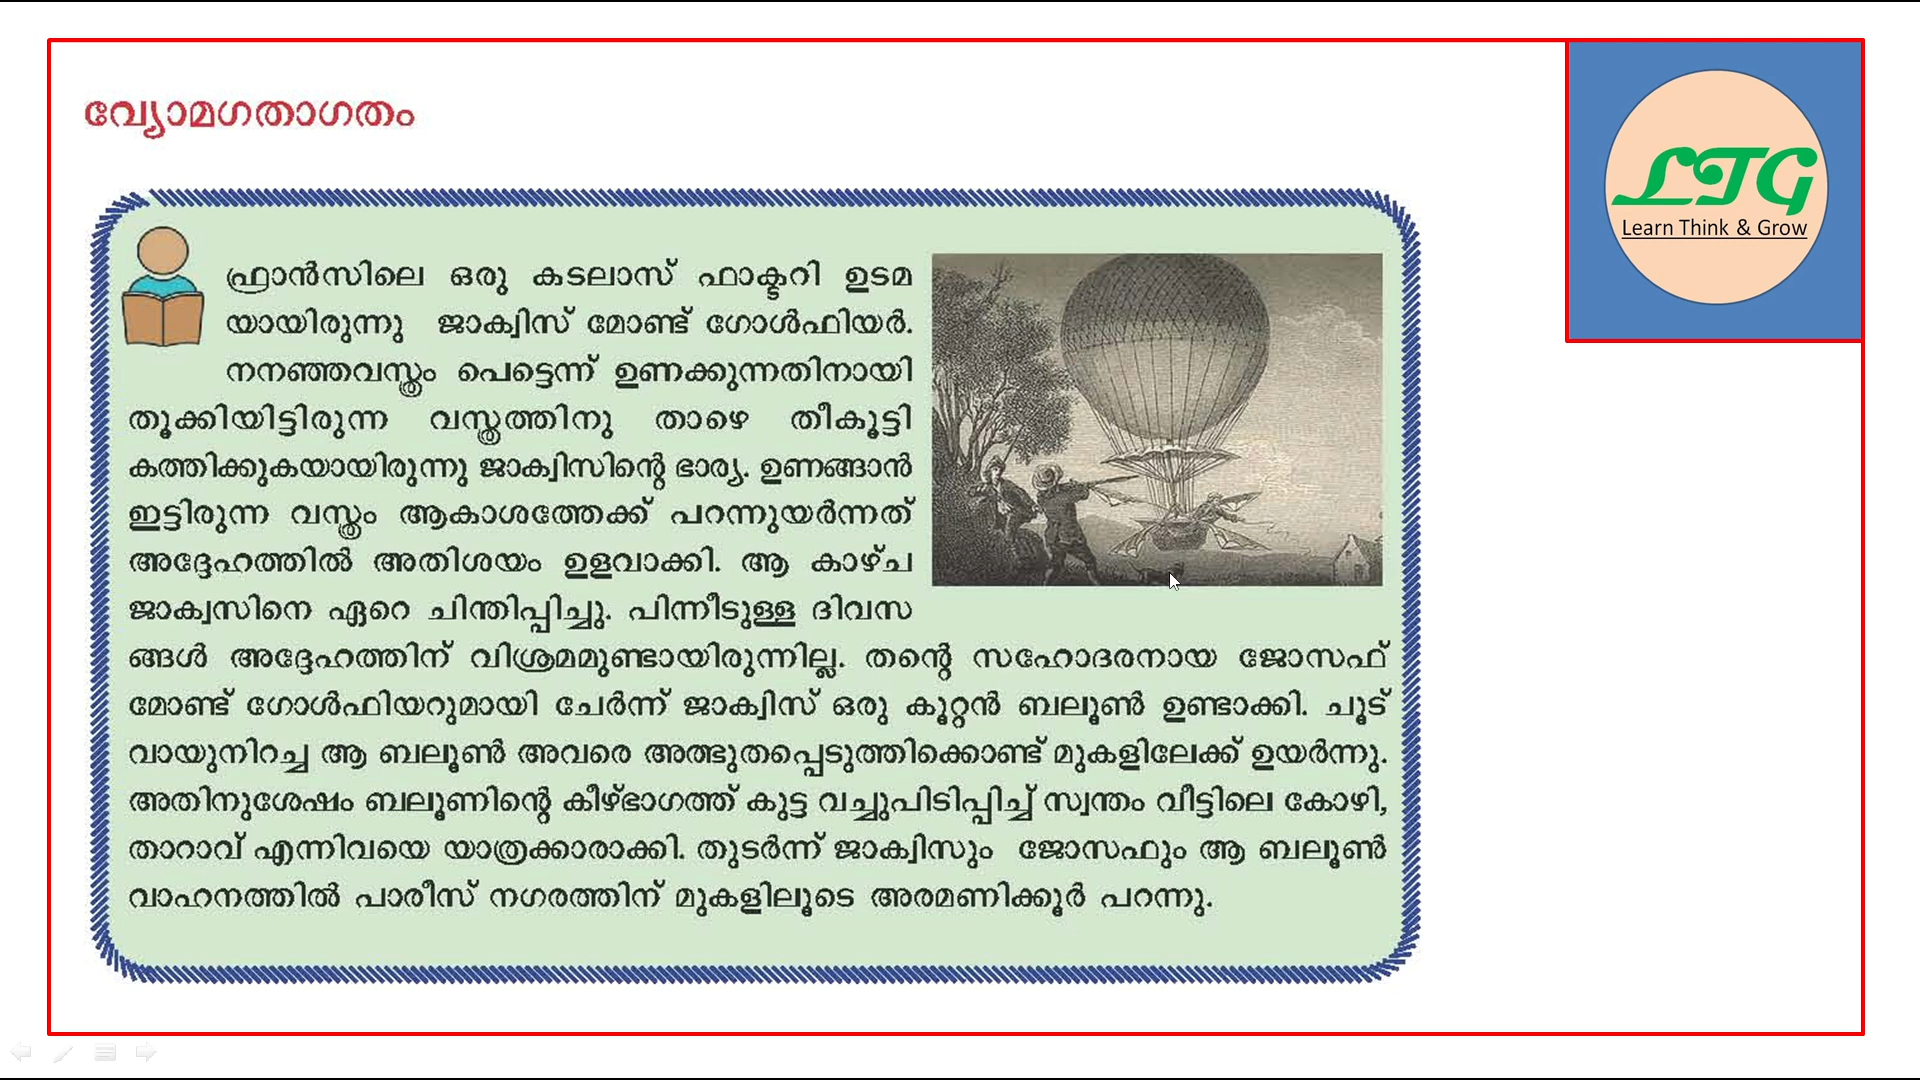 വ്യോമഗതാഗതം
LTG
Learn Think & Grow
ഫ്രാൻസിലെ ഒരു കടലാസ് ഫാക്ടറി ഉടമ
യായിരുന്നു ജാക്വിസ് മോണ്ട് ഗോൾഫിയർ.
നനഞ്ഞവസ്ത്രം പെട്ടെന്ന് ഉണക്കുന്നതിനായി
തൂക്കിയിട്ടിരുന്ന വസ്ത്രത്തിനു താഴെ തീകൂട്ടി
കത്തിക്കുകയായിരുന്നു ജാക്വിസിന്റെ ഭാര്യ. ഉണങ്ങാൻ
ഇട്ടിരുന്ന വസ്ത്രം ആകാശത്തേക്ക് പറന്നുയർന്നത്
അദ്ദേഹത്തിൽ അതിശയം ഉളവാക്കി. ആ കാഴ്ച
ജാക്വസിനെ ഏറെ ചിന്തിപ്പിച്ചു. പിന്നീടുള്ള ദിവസ
ങ്ങൾ അദ്ദേഹത്തിന് വിശ്രമമുണ്ടായിരുന്നില്ല. തന്റെ സഹോദരനായ ജോസഫ്
മോണ്ട് ഗോൾഫിയറുമായി ചേർന്ന് ജാക്വിസ് ഒരു കൂറ്റൻ ബലൂൺ ഉണ്ടാക്കി. ചൂട്
വായുനിറച്ച ആ ബലൂൺ അവരെ അത്ഭുതപ്പെടുത്തിക്കൊണ്ട് മുകളിലേക്ക് ഉയർന്നു.
അതിനുശേഷം ബലൂണിന്റെ കീഴ്ഭാഗത്ത് കുട്ട വച്ചുപിടിപ്പിച്ച് സ്വന്തം വീട്ടിലെ കോഴി,
താറാവ് എന്നിവയെ യാത്രക്കാരാക്കി. തുടർന്ന് ജാക്വിസും ജോസഫും ആ ബലൂൺ
വാഹനത്തിൽ പാരീസ് നഗരത്തിന് മുകളിലൂടെ അരമണിക്കൂർ പറന്നു.